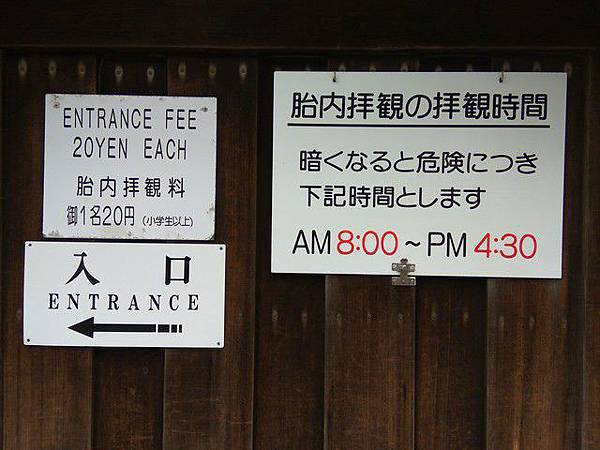 ENTRANCE FEE
20YEN EACH
胎内拝観料
御1名20円(小学生以上)
入口
ENTRANCE
胎内拝観の拝観時間
暗くなると危険につき
下記時間とします
AM 8:00~PM 4:30